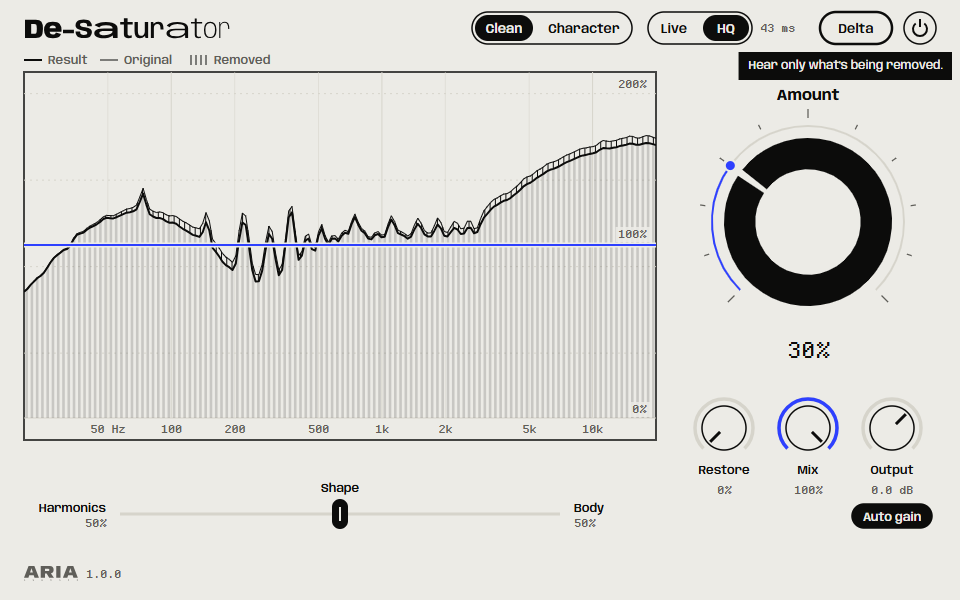 De-Saturator
Clean Character Live HQ 43 ms Delta
Result Original Removed
Hear only what's being removed.
200%
100%
0%
50 Hz 100 200 500 1k 2k 5k 10k
Amount
30%
Restore Mix Output
0% 100% 0.0 dB
Auto gain
Shape
Harmonics Body
50% 50%
ARIA 1.0.0